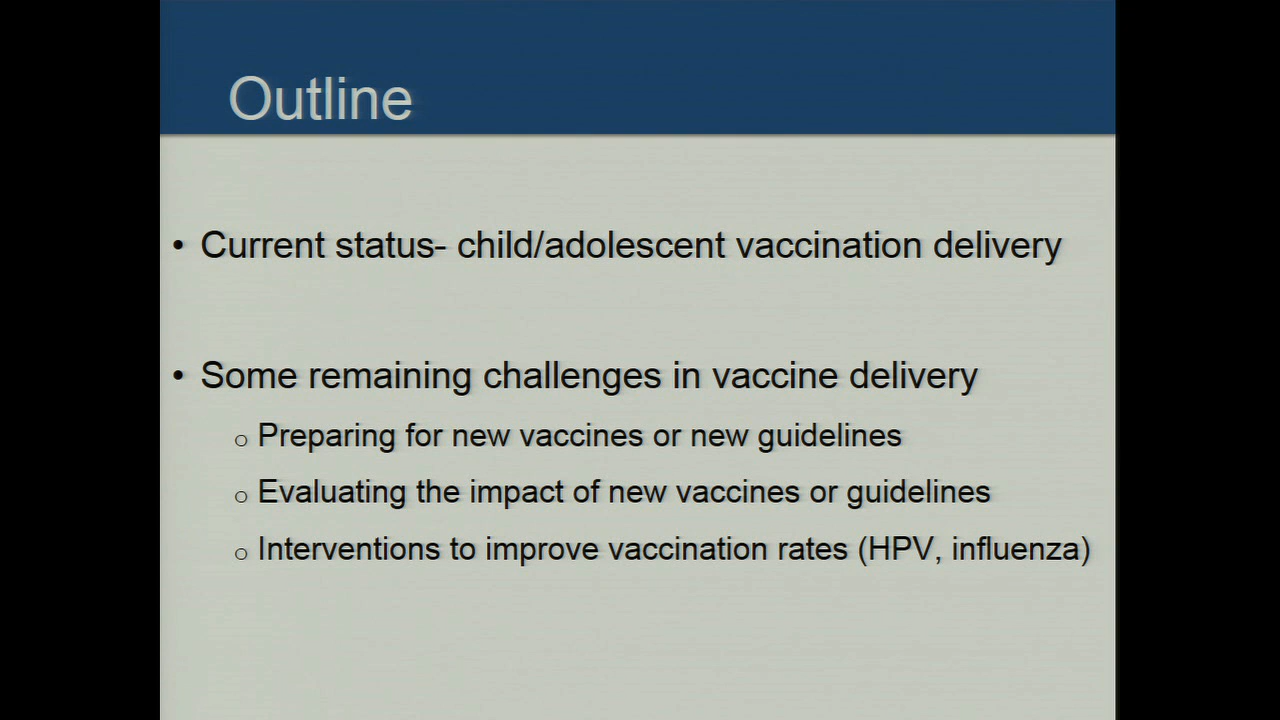 Outline
• Current status- child/adolescent vaccination delivery
• Some remaining challenges in vaccine delivery
o Preparing for new vaccines or new guidelines
o Evaluating the impact of new vaccines or guidelines
o Interventions to improve vaccination rates (HPV, influenza)